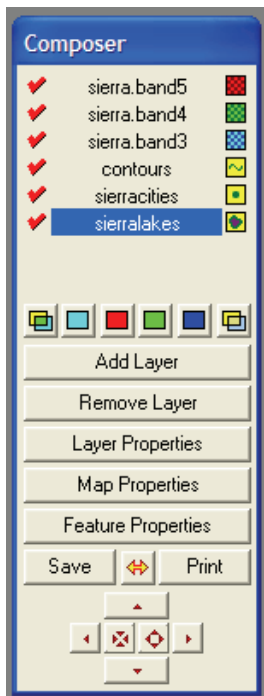 Composer
sierra.band5
sierra.band4
sierra.band3
contours
sierracities
sierralakes
Add Layer
Remove Layer
Layer Properties
Map Properties
Feature Properties
Save Print